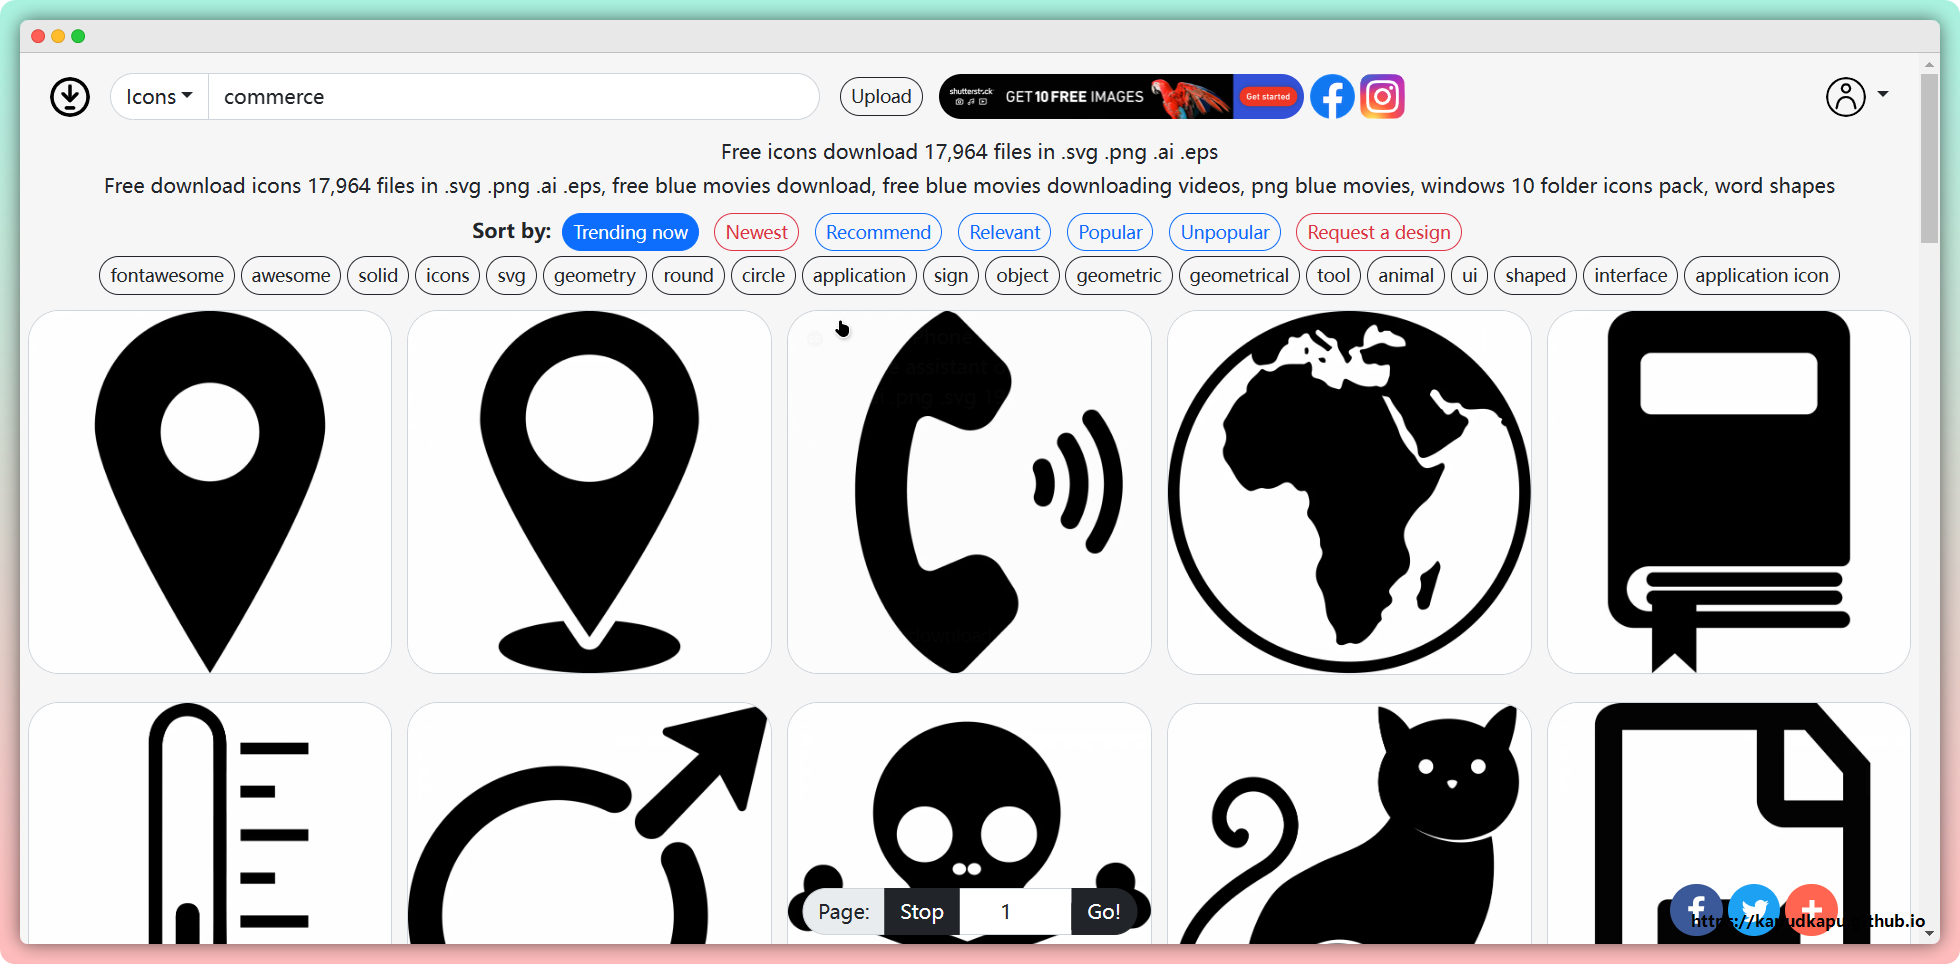 Icons commerce Upload shutterstock GET 10 FREE IMAGES Get started
Free icons download 17,964 files in .svg .png .ai .eps
Free download icons 17,964 files in .svg .png .ai .eps, free blue movies download, free blue movies downloading videos, png blue movies, windows 10 folder icons pack, word shapes
Sort by: Trending now Newest Recommend Relevant Popular Unpopular Request a design
fontawesome awesome solid icons svg geometry round circle application sign object geometric geometrical tool animal ui shaped interface application icon
assistant
.png .svg
Page: Stop 1 Go!